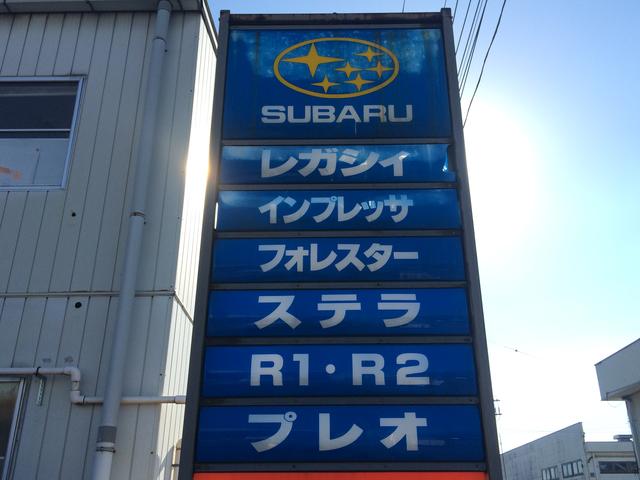 SUBARU
レガシィ
インプレッサ
フォレスター
ステラ
R1・R2
プレオ